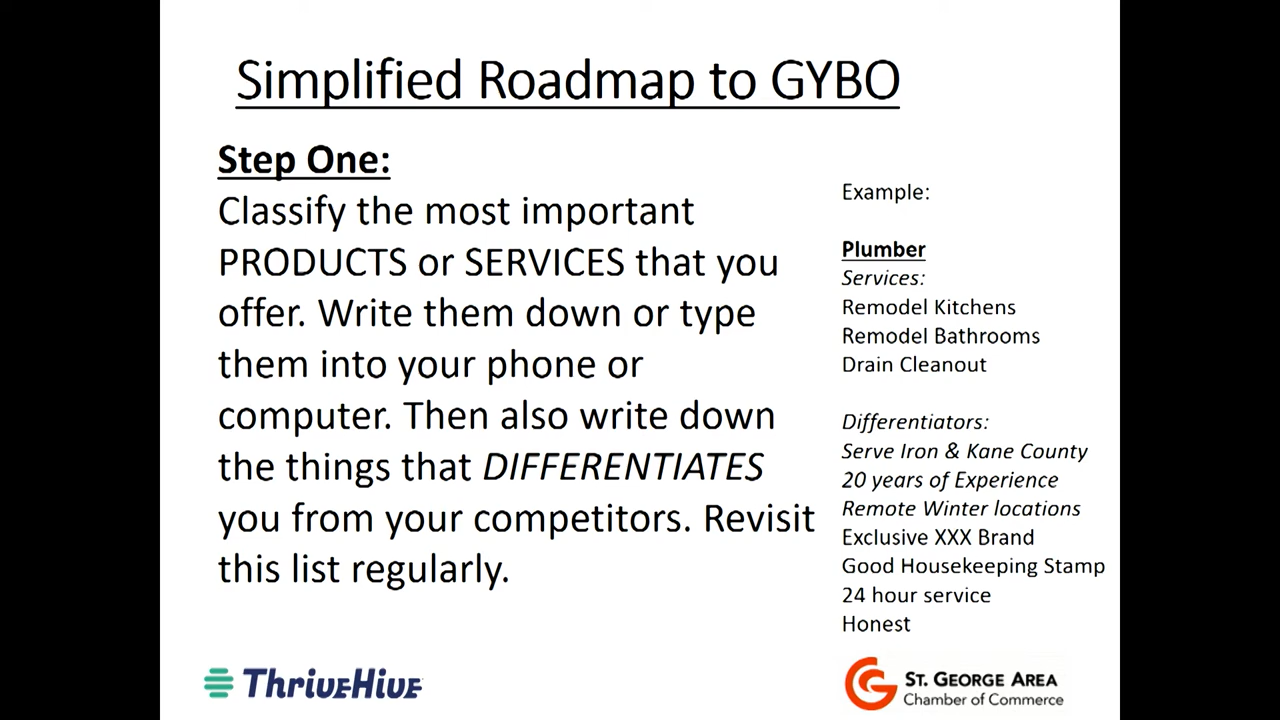 Simplified Roadmap to GYBO
Step One:
Classify the most important
PRODUCTS or SERVICES that you
offer. Write them down or type
them into your phone or
computer. Then also write down
the things that DIFFERENTIATES
you from your competitors. Revisit
this list regularly.
Example:
Plumber
Services:
Remodel Kitchens
Remodel Bathrooms
Drain Cleanout
Differentiators:
Serve Iron & Kane County
20 years of Experience
Remote Winter locations
Exclusive XXX Brand
Good Housekeeping Stamp
24 hour service
Honest
ThriveHive
ST. GEORGE AREA
Chamber of Commerce